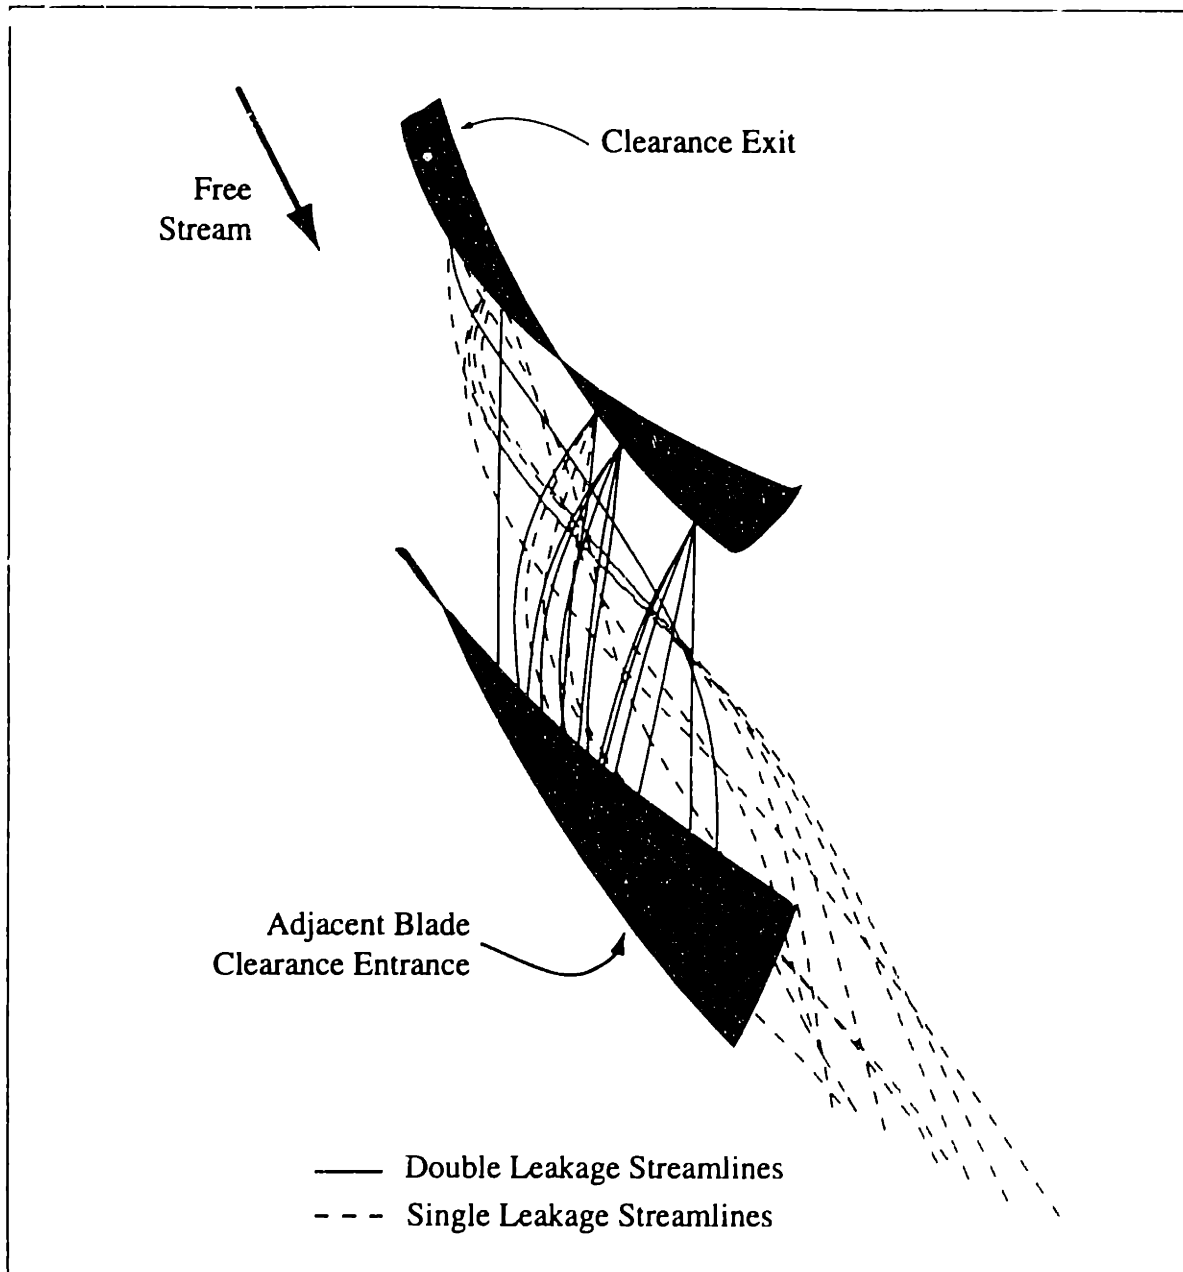 Clearance Exit
Free
Stream
Adjacent Blade
Clearance Entrance
Double Leakage Streamlines
Single Leakage Streamlines